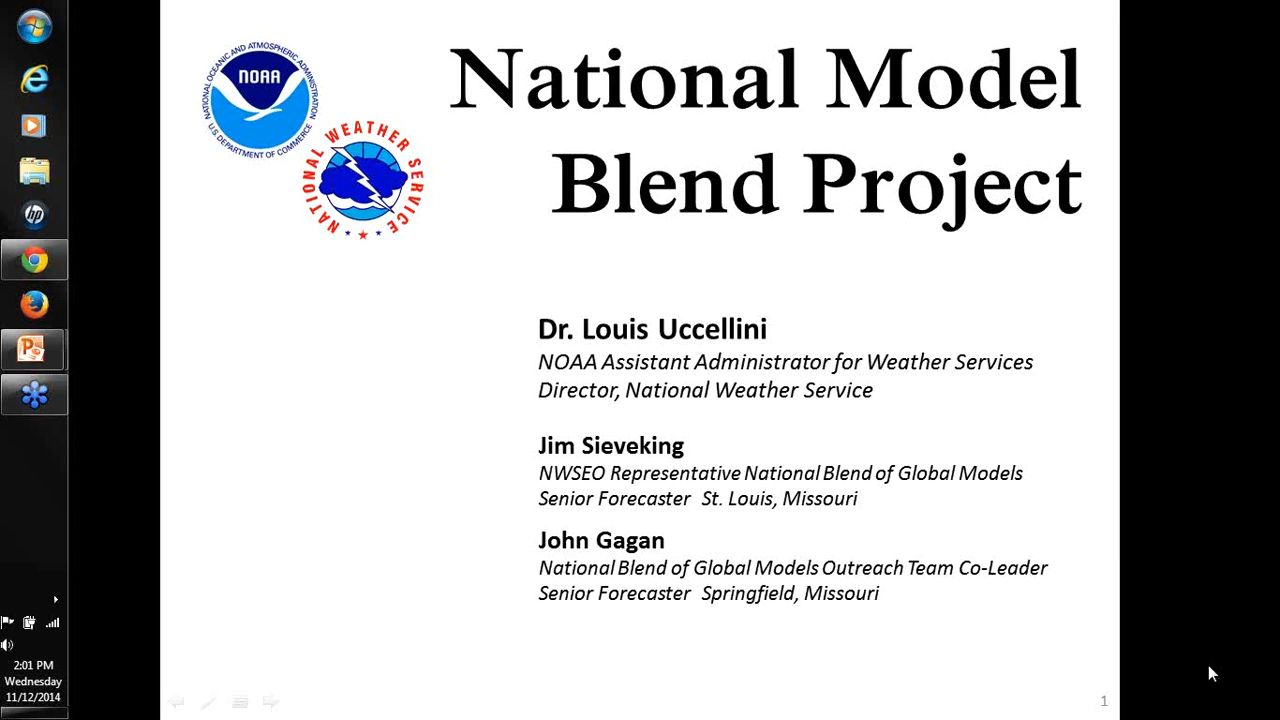 NATIONAL OCEANIC AND ATMOSPHERIC ADMINISTRATION
NOAA
U.S. DEPARTMENT OF COMMERCE
NATIONAL WEATHER SERVICE
National Model
Blend Project
Dr. Louis Uccellini
NOAA Assistant Administrator for Weather Services
Director, National Weather Service
Jim Sieveking
NWSEO Representative National Blend of Global Models
Senior Forecaster St. Louis, Missouri
John Gagan
National Blend of Global Models Outreach Team Co-Leader
Senior Forecaster Springfield, Missouri
1
hp
P
2:01 PM
Wednesday
11/12/2014